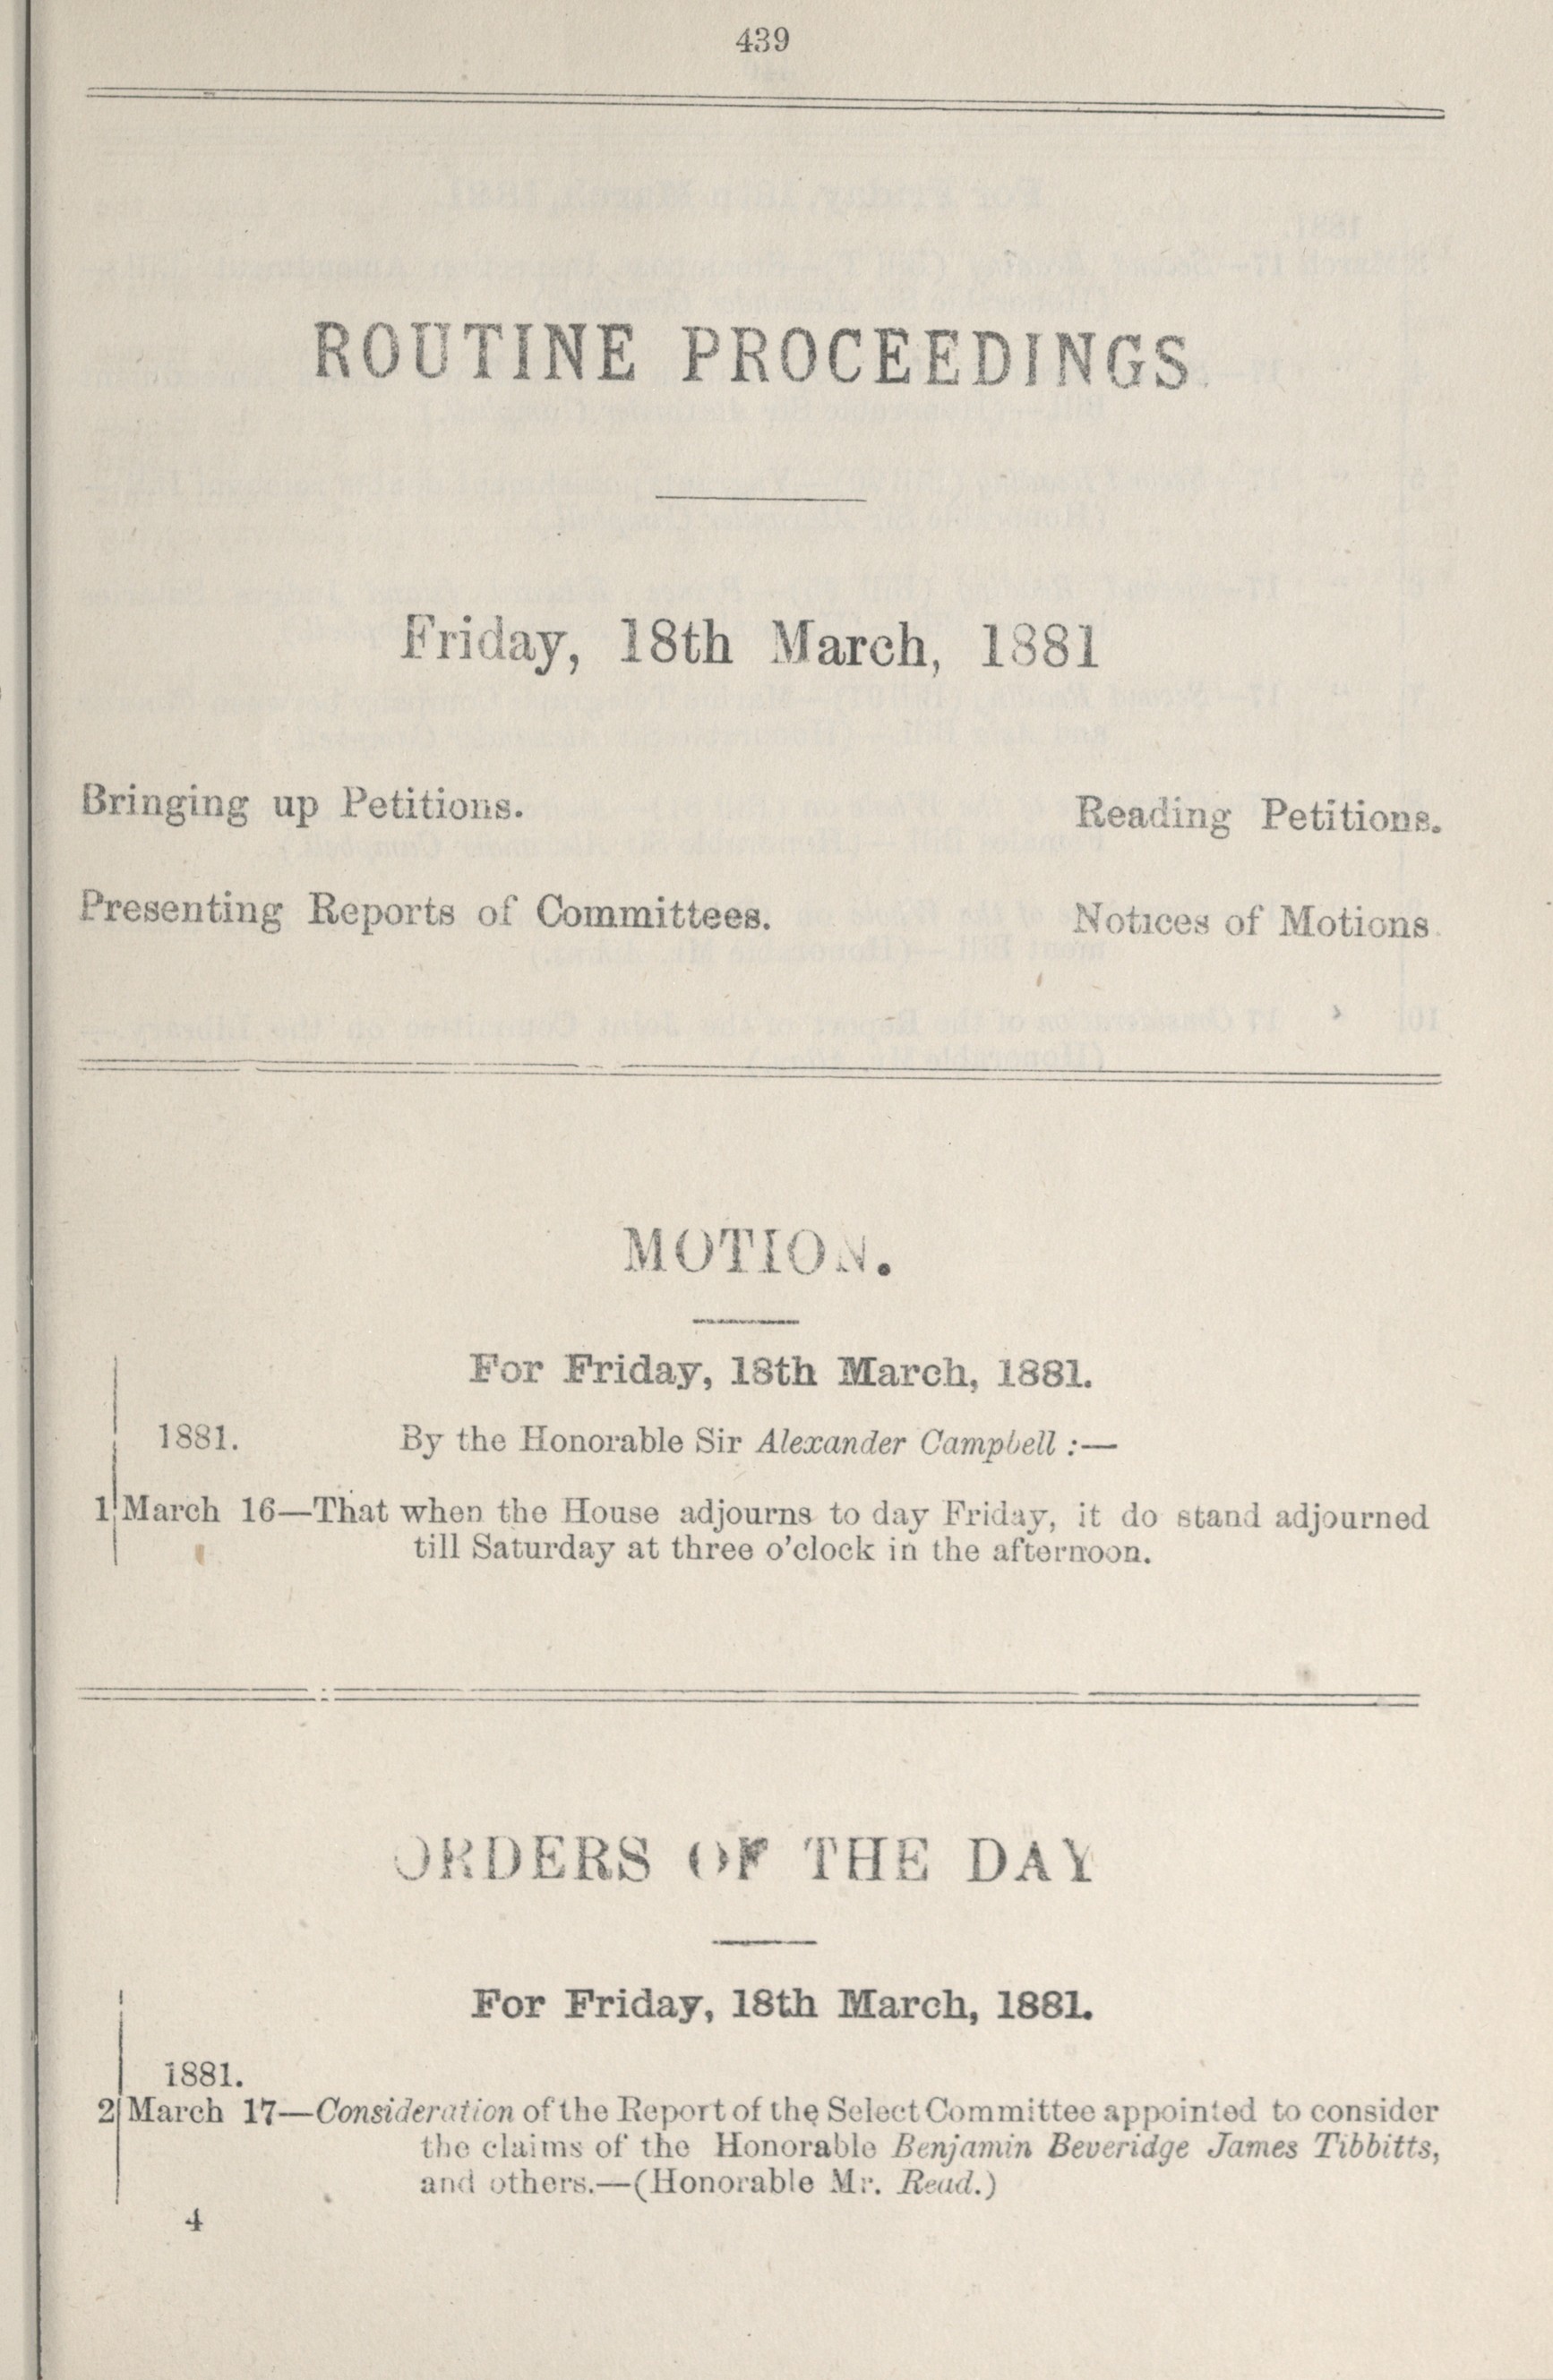 439
ROUTINE PROCEEDINGS.
Friday, 18th March, 1881
Bringing up Petitions. Reading Petitions.
Presenting Reports of Committees. Notices of Motions.
MOTION.
For Friday, 18th March, 1881.
1881. By the Honorable Sir Alexander Campbell :—
1 March 16—That when the House adjourns to day Friday, it do stand adjourned
till Saturday at three o'clock in the afternoon.
ORDERS OF THE DAY
For Friday, 18th March, 1881.
1881.
2 March 17—Consideration of the Report of the Select Committee appointed to consider
the claims of the Honorable Benjamin Beveridge James Tibbitts,
and others.—(Honorable Mr. Read.)
4